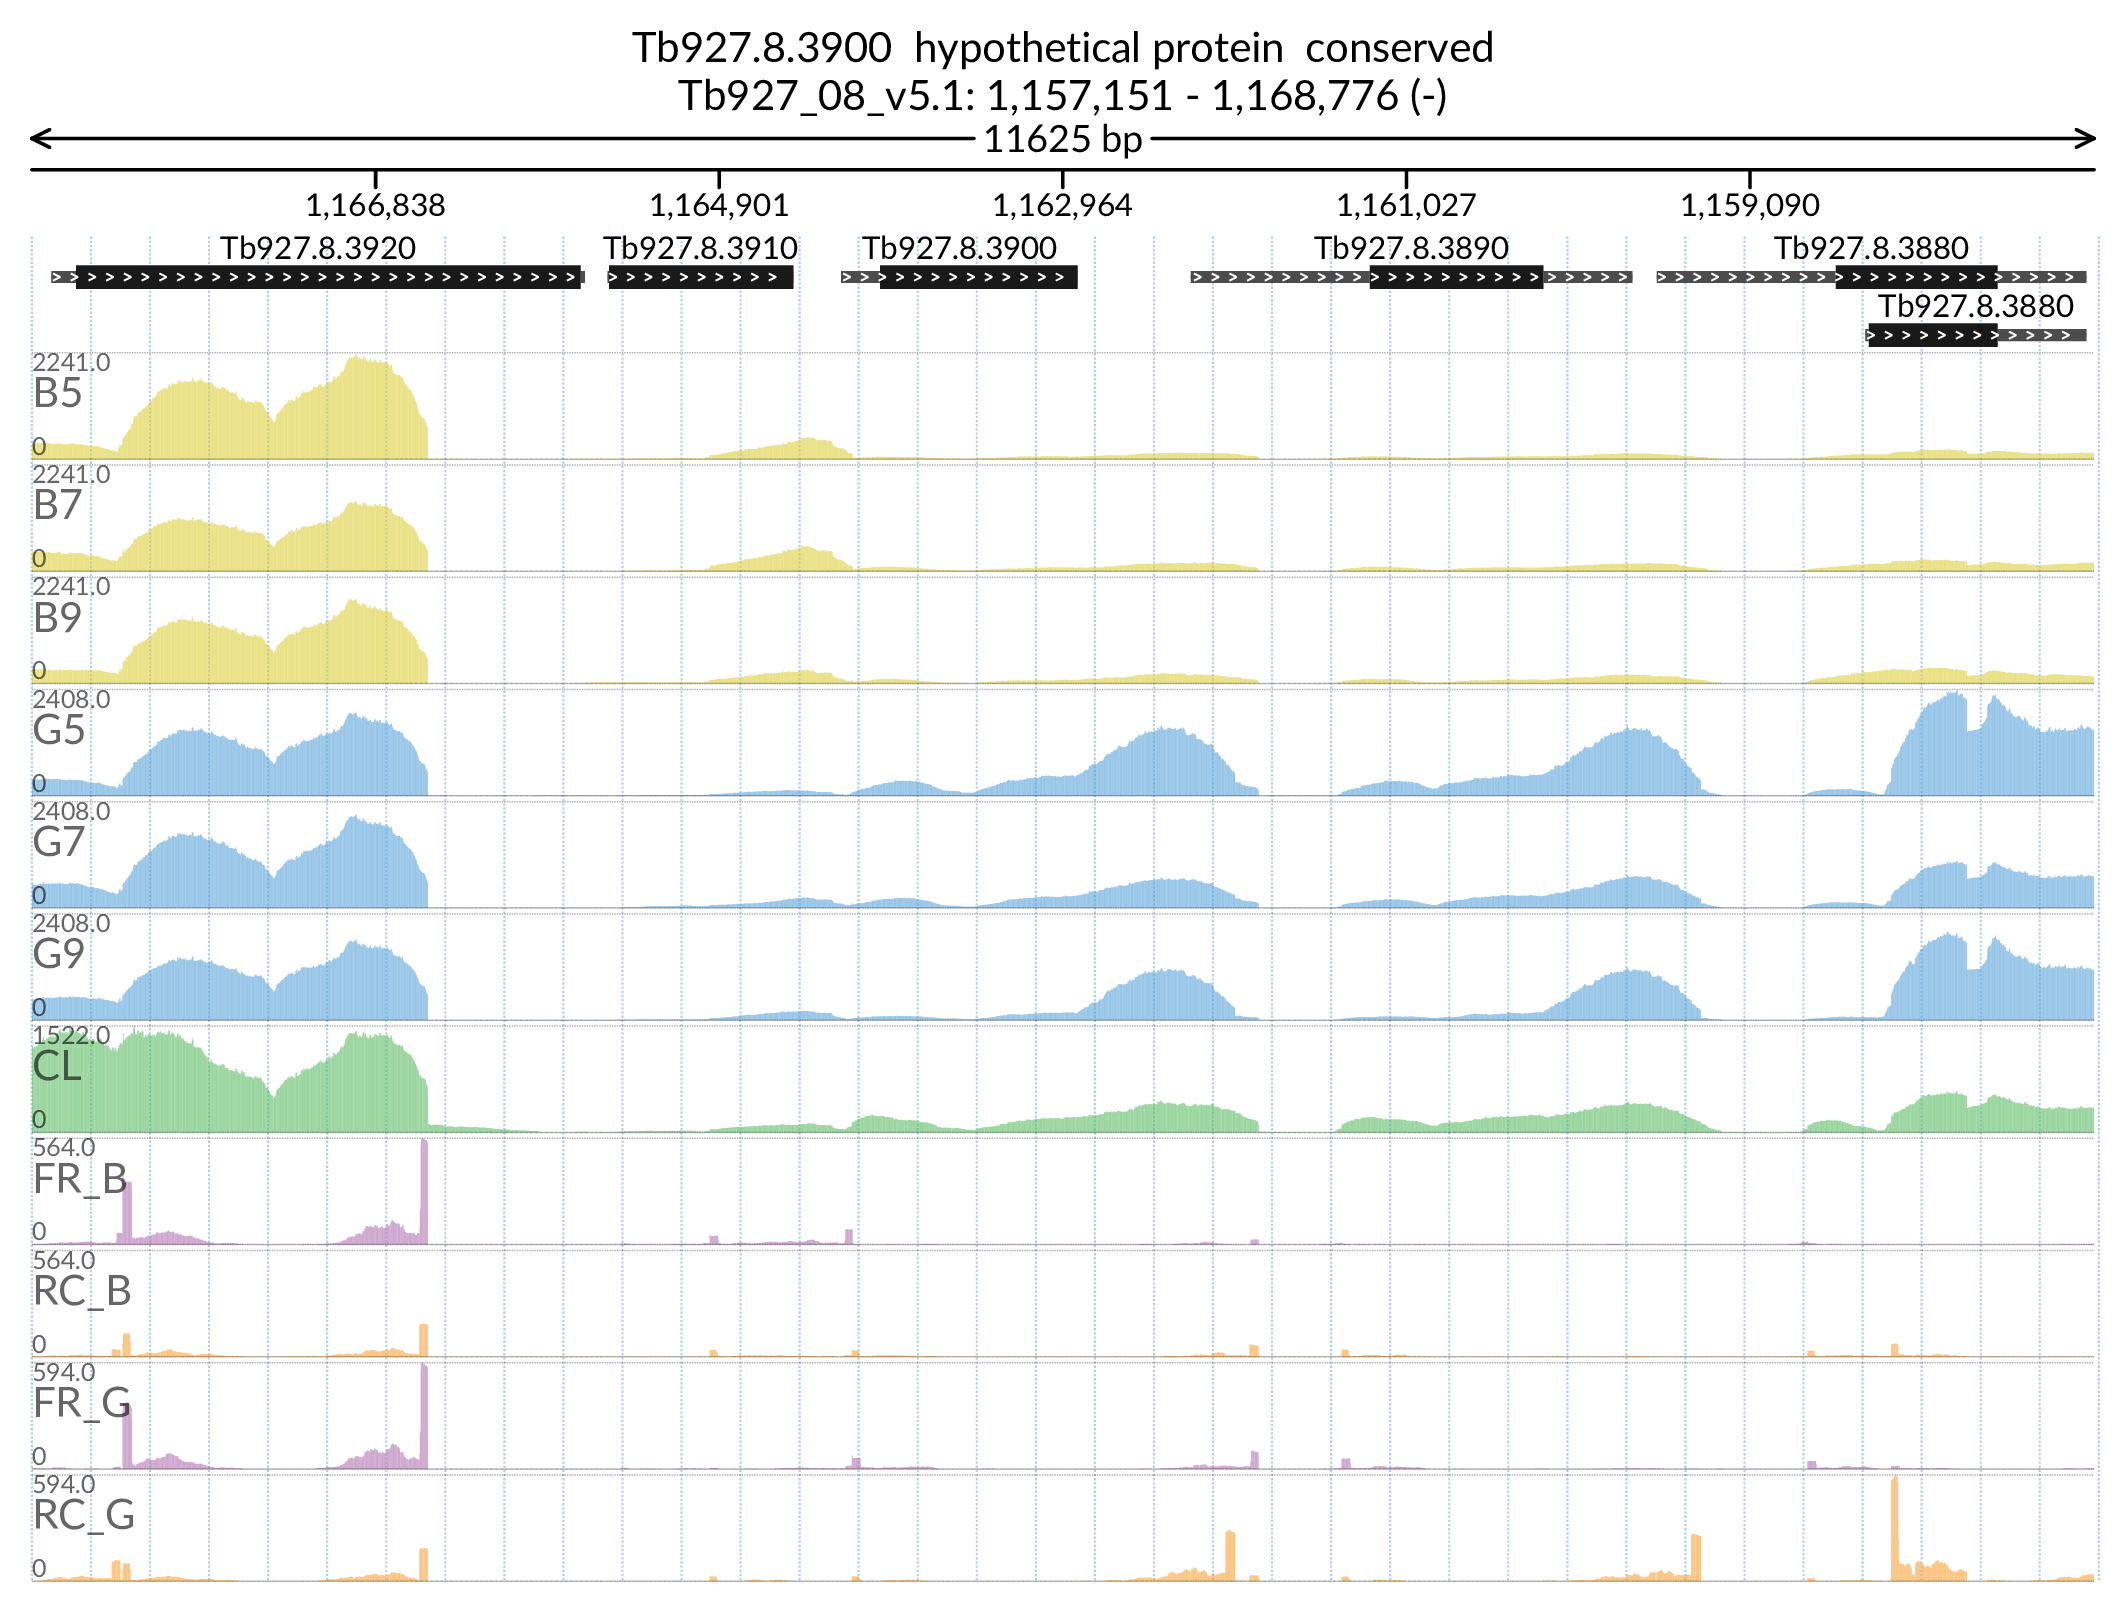 Tb927.8.3900  hypothetical protein  conserved
Tb927_08_v5.1: 1,157,151 - 1,168,776 (-)
11625 bp
1,166,838 1,164,901 1,162,964 1,161,027 1,159,090
Tb927.8.3920 Tb927.8.3910 Tb927.8.3900 Tb927.8.3890 Tb927.8.3880
Tb927.8.3880
2241.0
B5
0
2241.0
B7
0
2241.0
B9
0
2408.0
G5
0
2408.0
G7
0
2408.0
G9
0
1522.0
CL
0
564.0
FR_B
0
564.0
RC_B
0
594.0
FR_G
0
594.0
RC_G
0